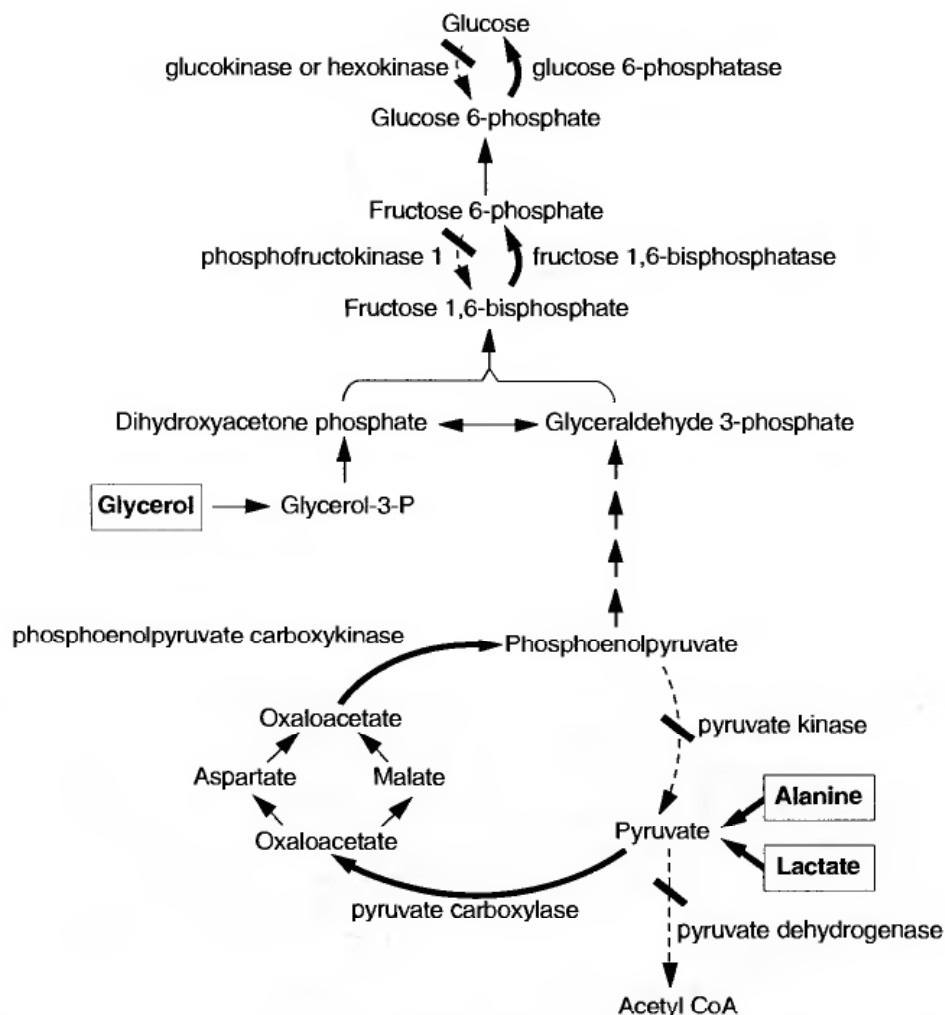 Glucose
glucokinase or hexokinase
glucose 6-phosphatase
Glucose 6-phosphate
Fructose 6-phosphate
phosphofructokinase 1
fructose 1,6-bisphosphatase
Fructose 1,6-bisphosphate
Dihydroxyacetone phosphate
Glyceraldehyde 3-phosphate
Glycerol
Glycerol-3-P
phosphoenolpyruvate carboxykinase
Phosphoenolpyruvate
Oxaloacetate
pyruvate kinase
Aspartate
Malate
Alanine
Oxaloacetate
Pyruvate
Lactate
pyruvate carboxylase
pyruvate dehydrogenase
Acetyl CoA